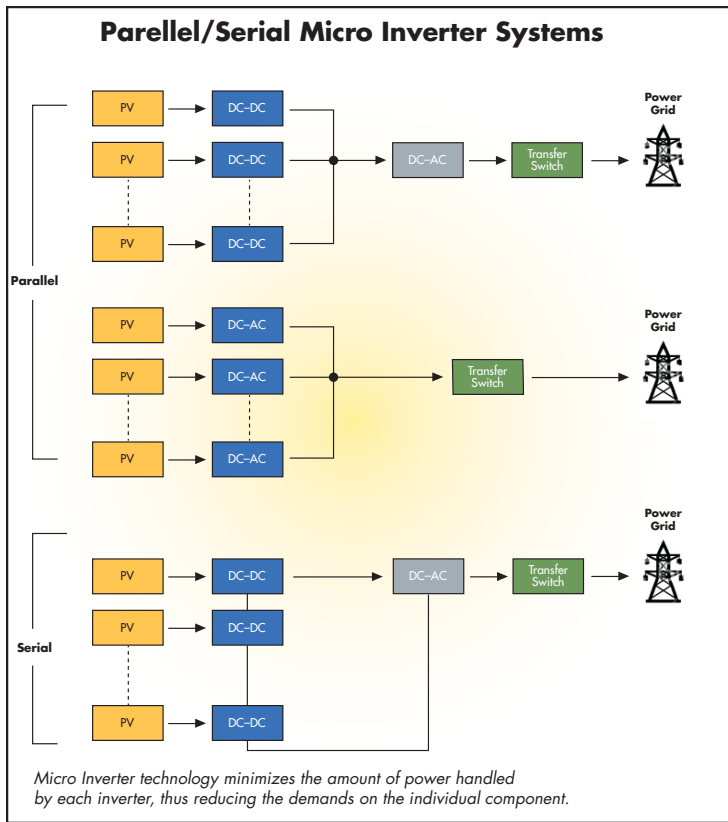 Parellel/Serial Micro Inverter Systems
Power
Grid
PV
DC–DC
PV
DC–DC
DC–AC
Transfer
Switch
PV
DC–DC
Parallel
Power
Grid
PV
DC–AC
PV
DC–AC
Transfer
Switch
PV
DC–AC
Power
Grid
PV
DC–DC
DC–AC
Transfer
Switch
PV
DC–DC
Serial
PV
DC–DC
Micro Inverter technology minimizes the amount of power handled
by each inverter, thus reducing the demands on the individual component.